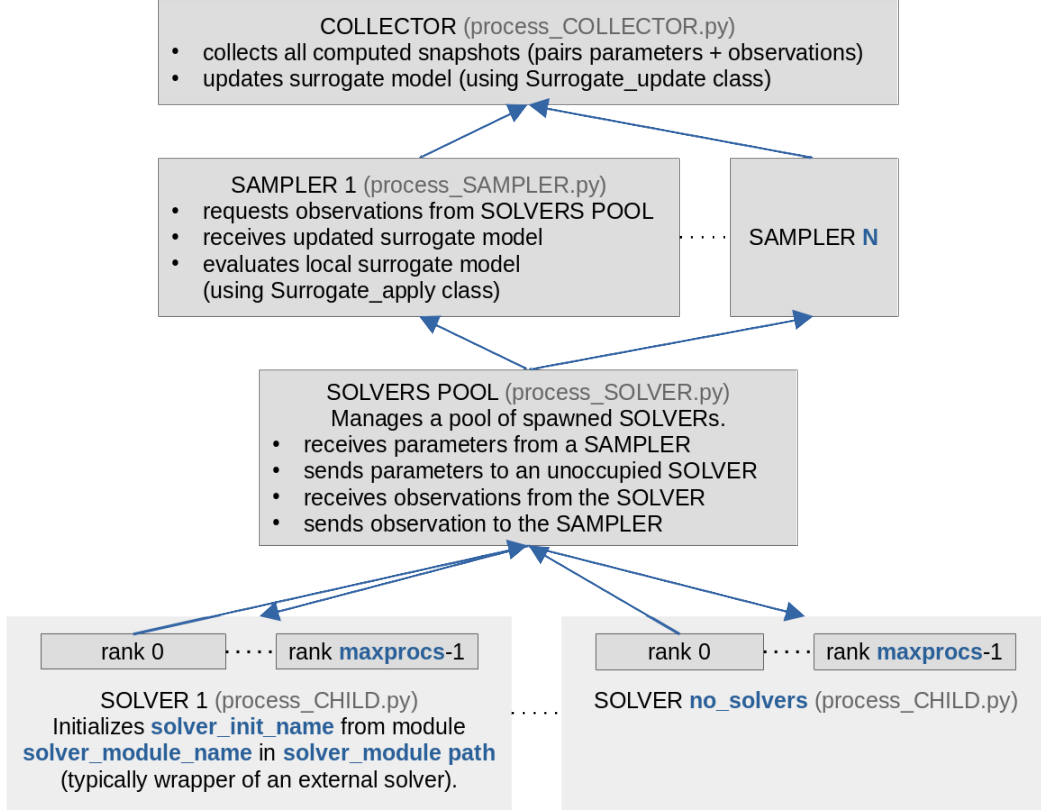 COLLECTOR (process_COLLECTOR.py)
• collects all computed snapshots (pairs parameters + observations)
• updates surrogate model (using Surrogate_update class)
SAMPLER 1 (process_SAMPLER.py)
• requests observations from SOLVERS POOL
• receives updated surrogate model
• evaluates local surrogate model
(using Surrogate_apply class)
SAMPLER N
SOLVERS POOL (process_SOLVER.py)
Manages a pool of spawned SOLVERs.
• receives parameters from a SAMPLER
• sends parameters to an unoccupied SOLVER
• receives observations from the SOLVER
• sends observation to the SAMPLER
rank 0
rank maxprocs-1
SOLVER 1 (process_CHILD.py)
Initializes solver_init_name from module
solver_module_name in solver_module path
(typically wrapper of an external solver).
rank 0
rank maxprocs-1
SOLVER no_solvers (process_CHILD.py)